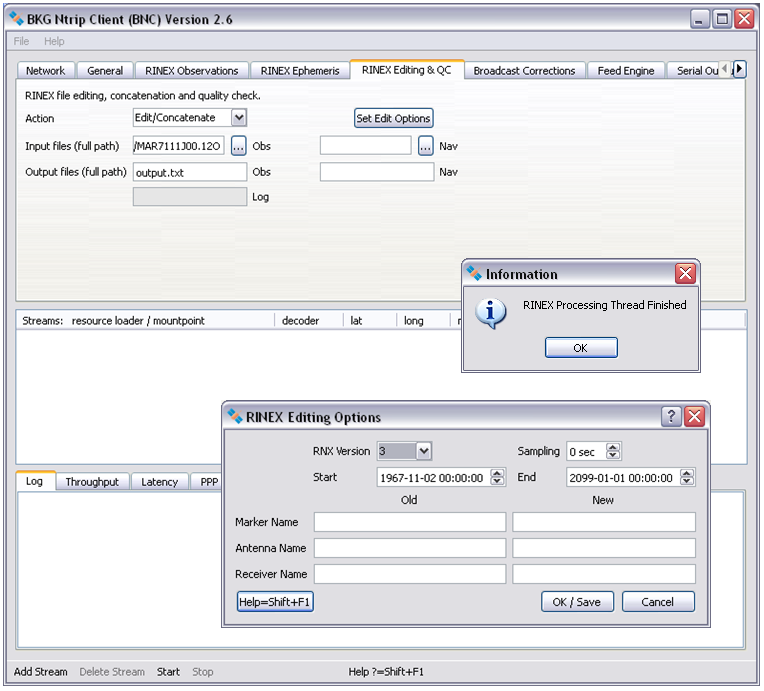 BKG Ntrip Client (BNC) Version 2.6
File Help
Network General RINEX Observations RINEX Ephemeris RINEX Editing & QC Broadcast Corrections Feed Engine Serial Ou
RINEX file editing, concatenation and quality check.
Action Edit/Concatenate Set Edit Options
Input files (full path) /MAR7111J00.12O ... Obs ... Nav
Output files (full path) output.txt Obs Nav
Log
Information
RINEX Processing Thread Finished
OK
Streams: resource loader / mountpoint decoder lat long
RINEX Editing Options
?
RNX Version 3 Sampling 0 sec
Start 1967-11-02 00:00:00 End 2099-01-01 00:00:00
Old New
Marker Name
Antenna Name
Receiver Name
Help=Shift+F1 OK / Save Cancel
Log Throughput Latency PPP
Add Stream Delete Stream Start Stop Help ?=Shift+F1